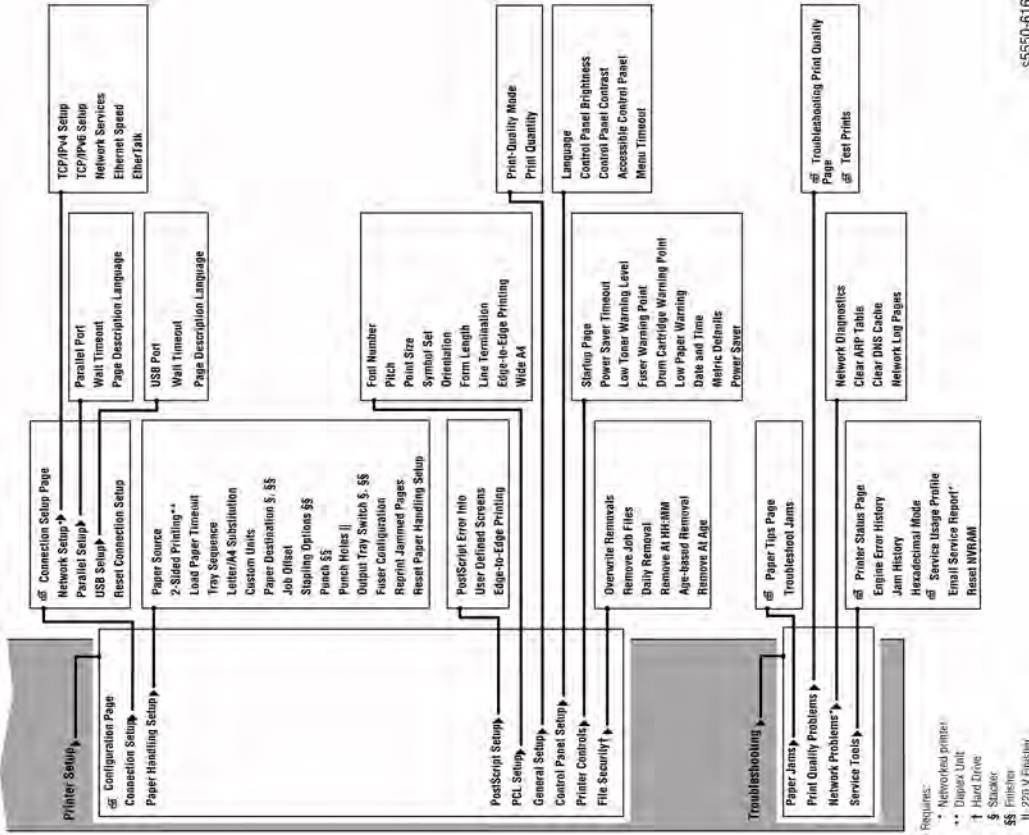 Printer Setup
Configuration Page
Connection Setup
Paper Handling Setup
PostScript Setup
PCL Setup
General Setup
Control Panel Setup
Printer Controls
File Security†
Connection Setup Page
Network Setup*
Parallel Setup
USB Setup
Reset Connection Setup
TCP/IPv4 Setup
TCP/IPv6 Setup
Network Services
Ethernet Speed
EtherTalk
Parallel Port
Wait Timeout
Page Description Language
USB Port
Wait Timeout
Page Description Language
Paper Source
2-Sided Printing**
Load Paper Timeout
Tray Sequence
Letter/A4 Substitution
Custom Units
Paper Destination §, §§
Job Offset
Stapling Options §§
Punch §§
Punch Holes ||
Output Tray Switch §, §§
Fuser Configuration
Reprint Jammed Pages
Reset Paper Handling Setup
PostScript Error Info
User Defined Screens
Edge-to-Edge Printing
Font Number
Pitch
Point Size
Symbol Set
Orientation
Form Length
Line Termination
Edge-to-Edge Printing
Wide A4
Print-Quality Mode
Print Quantity
Language
Control Panel Brightness
Control Panel Contrast
Accessible Control Panel
Menu Timeout
Startup Page
Power Saver Timeout
Low Toner Warning Level
Fuser Warning Point
Drum Cartridge Warning Point
Low Paper Warning
Date and Time
Metric Defaults
Power Saver
Overwrite Removals
Remove Job Files
Daily Removal
Remove At HH:MM
Age-based Removal
Remove At Age
Troubleshooting
Paper Jams
Print Quality Problems
Network Problems*
Service Tools
Paper Tips Page
Troubleshoot Jams
Troubleshooting Print Quality
Page
Test Prints
Network Diagnostics
Clear ARP Table
Clear DNS Cache
Network Log Pages
Printer Status Page
Engine Error History
Jam History
Hexadecimal Mode
Service Usage Profile
Email Service Report*
Reset NVRAM
Requires:
* Networked printer
** Duplex Unit
† Hard Drive
§ Stacker
§§ Finisher
|| 220 V Finisher
s5550-616